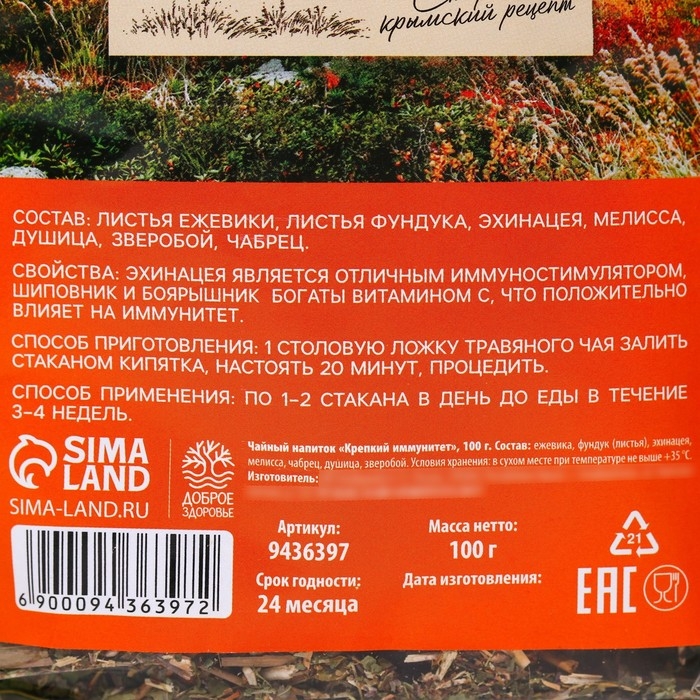 крымский рецепт
СОСТАВ: ЛИСТЬЯ ЕЖЕВИКИ, ЛИСТЬЯ ФУНДУКА, ЭХИНАЦЕЯ, МЕЛИССА,
ДУШИЦА, ЗВЕРОБОЙ, ЧАБРЕЦ.
СВОЙСТВА: ЭХИНАЦЕЯ ЯВЛЯЕТСЯ ОТЛИЧНЫМ ИММУНОСТИМУЛЯТОРОМ,
ШИПОВНИК И БОЯРЫШНИК БОГАТЫ ВИТАМИНОМ С, ЧТО ПОЛОЖИТЕЛЬНО
ВЛИЯЕТ НА ИММУНИТЕТ.
СПОСОБ ПРИГОТОВЛЕНИЯ: 1 СТОЛОВУЮ ЛОЖКУ ТРАВЯНОГО ЧАЯ ЗАЛИТЬ
СТАКАНОМ КИПЯТКА, НАСТОЯТЬ 20 МИНУТ, ПРОЦЕДИТЬ.
СПОСОБ ПРИМЕНЕНИЯ: ПО 1–2 СТАКАНА В ДЕНЬ ДО ЕДЫ В ТЕЧЕНИЕ
3–4 НЕДЕЛЬ.
SIMA
LAND
SIMA-LAND.RU
ДОБРОЕ
ЗДОРОВЬЕ
Чайный напиток «Крепкий иммунитет», 100 г. Состав: ежевика, фундук (листья), эхинацея,
мелисса, чабрец, душица, зверобой. Условия хранения: в сухом месте при температуре не выше +35 °С.
Изготовитель:
Артикул:
9436397
Масса нетто:
100 г
Срок годности:
24 месяца
Дата изготовления:
21
EAC
6 900094 363972